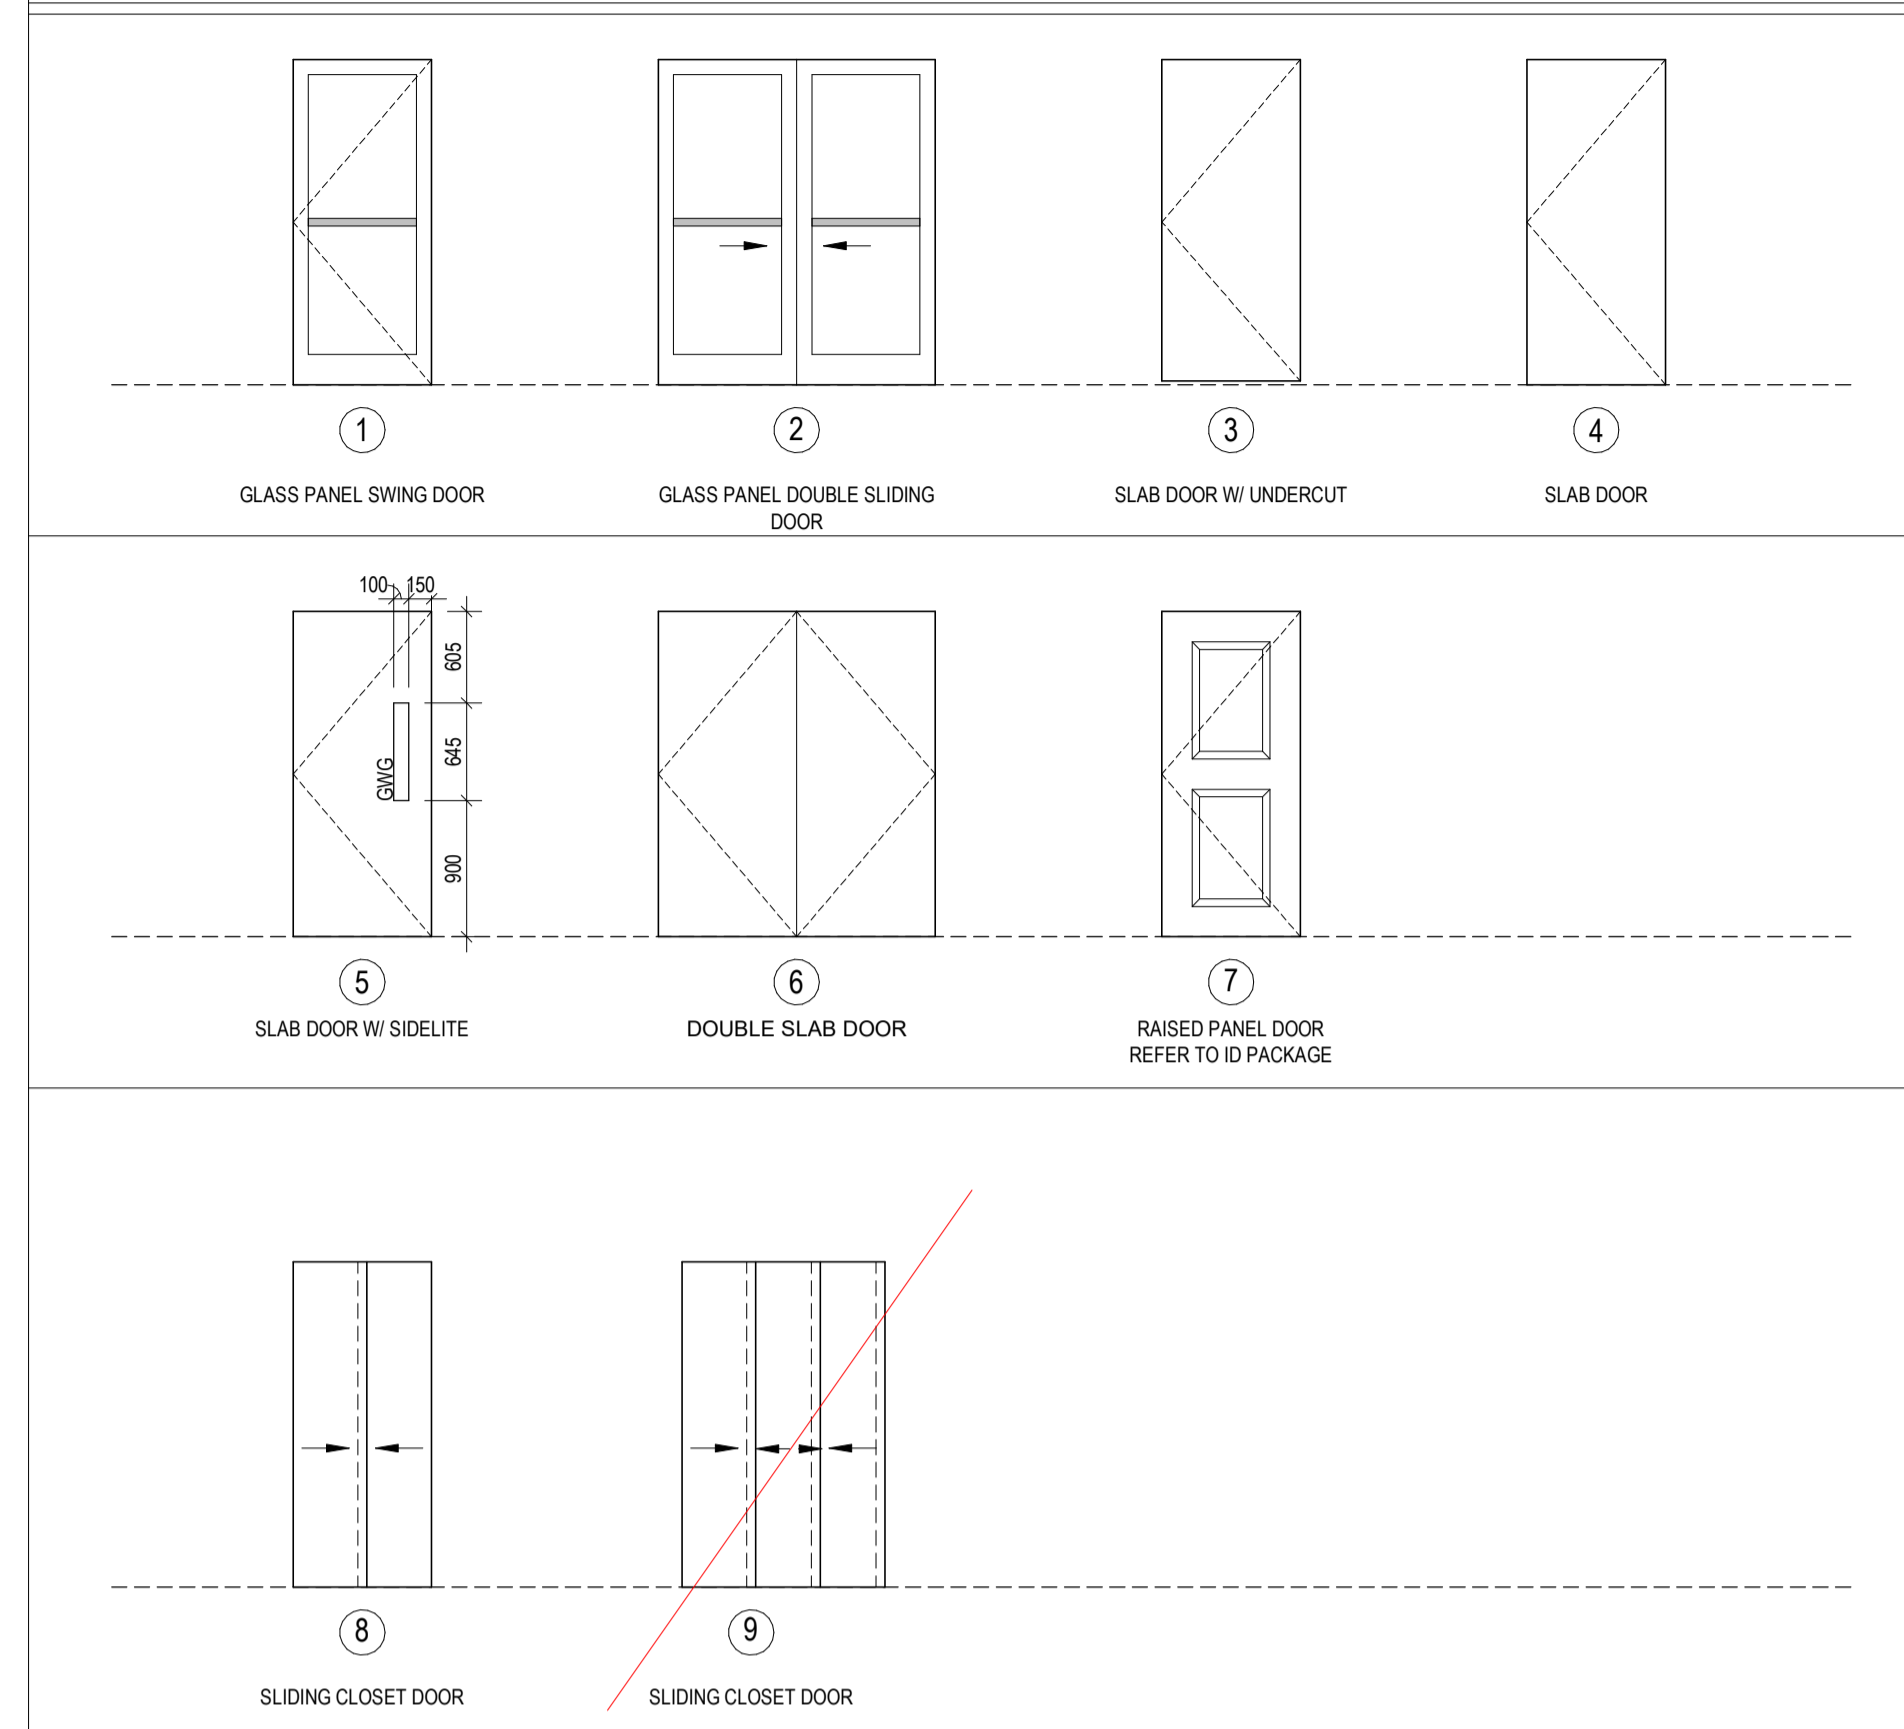 1
2
3
4
GLASS PANEL SWING DOOR
GLASS PANEL DOUBLE SLIDING
DOOR
SLAB DOOR W/ UNDERCUT
SLAB DOOR
100
150
605
645
GWG
900
5
6
7
SLAB DOOR W/ SIDELITE
DOUBLE SLAB DOOR
RAISED PANEL DOOR
REFER TO ID PACKAGE
8
9
SLIDING CLOSET DOOR
SLIDING CLOSET DOOR